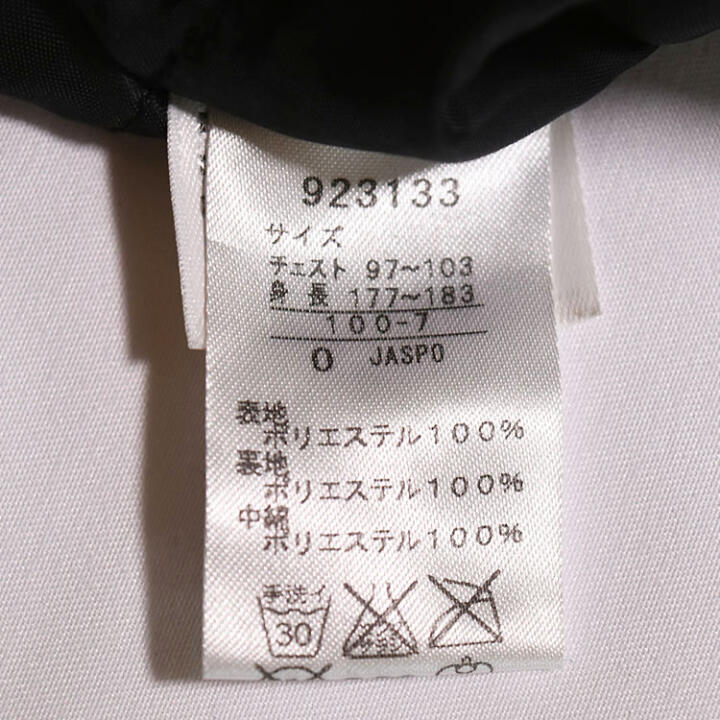 923133
サイズ
チェスト 97〜103
身長 177〜183
100-7
O JASPO
表地
ポリエステル100%
裏地
ポリエステル100%
中綿
ポリエステル100%
手洗イ
30